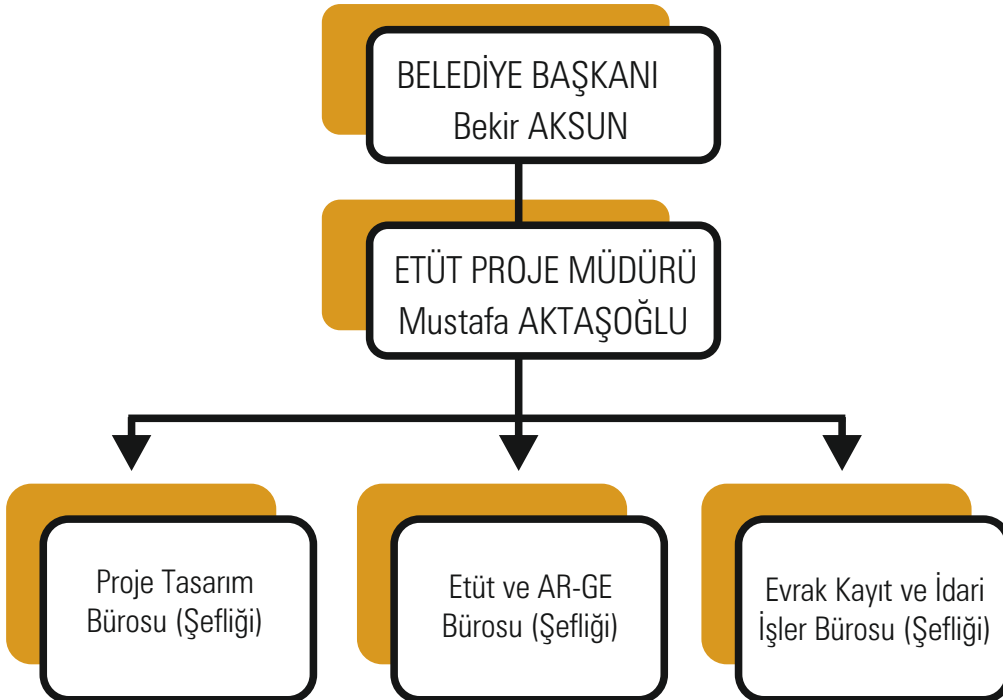 BELEDİYE BAŞKANI
Bekir AKSUN
ETÜT PROJE MÜDÜRÜ
Mustafa AKTAŞOĞLU
Proje Tasarım
Bürosu (Şefliği)
Etüt ve AR-GE
Bürosu (Şefliği)
Evrak Kayıt ve İdari
İşler Bürosu (Şefliği)